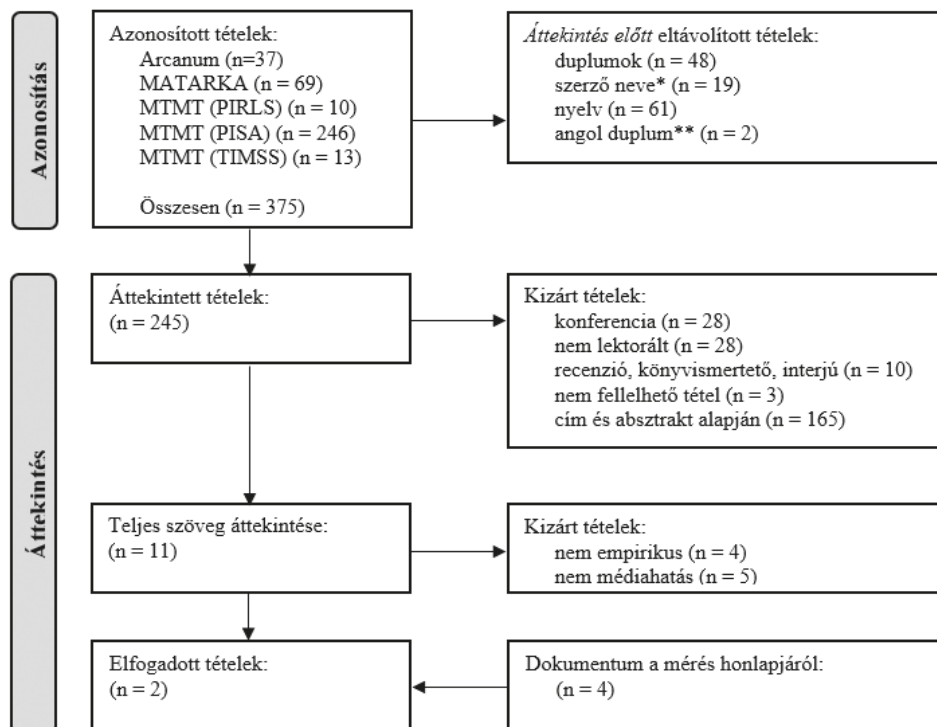 Azonosítás
Azonosított tételek:
Arcanum (n=37)
MATARKA (n = 69)
MTMT (PIRLS) (n = 10)
MTMT (PISA) (n = 246)
MTMT (TIMSS) (n = 13)
Összesen (n = 375)
Áttekintés előtt eltávolított tételek:
duplumok (n = 48)
szerző neve* (n = 19)
nyelv (n = 61)
angol duplum** (n = 2)
Áttekintés
Áttekintett tételek:
(n = 245)
Kizárt tételek:
konferencia (n = 28)
nem lektorált (n = 28)
recenzió, könyvismertető, interjú (n = 10)
nem fellelhető tétel (n = 3)
cím és absztrakt alapján (n = 165)
Teljes szöveg áttekintése:
(n = 11)
Kizárt tételek:
nem empirikus (n = 4)
nem médiahatás (n = 5)
Elfogadott tételek:
(n = 2)
Dokumentum a mérés honlapjáról:
(n = 4)